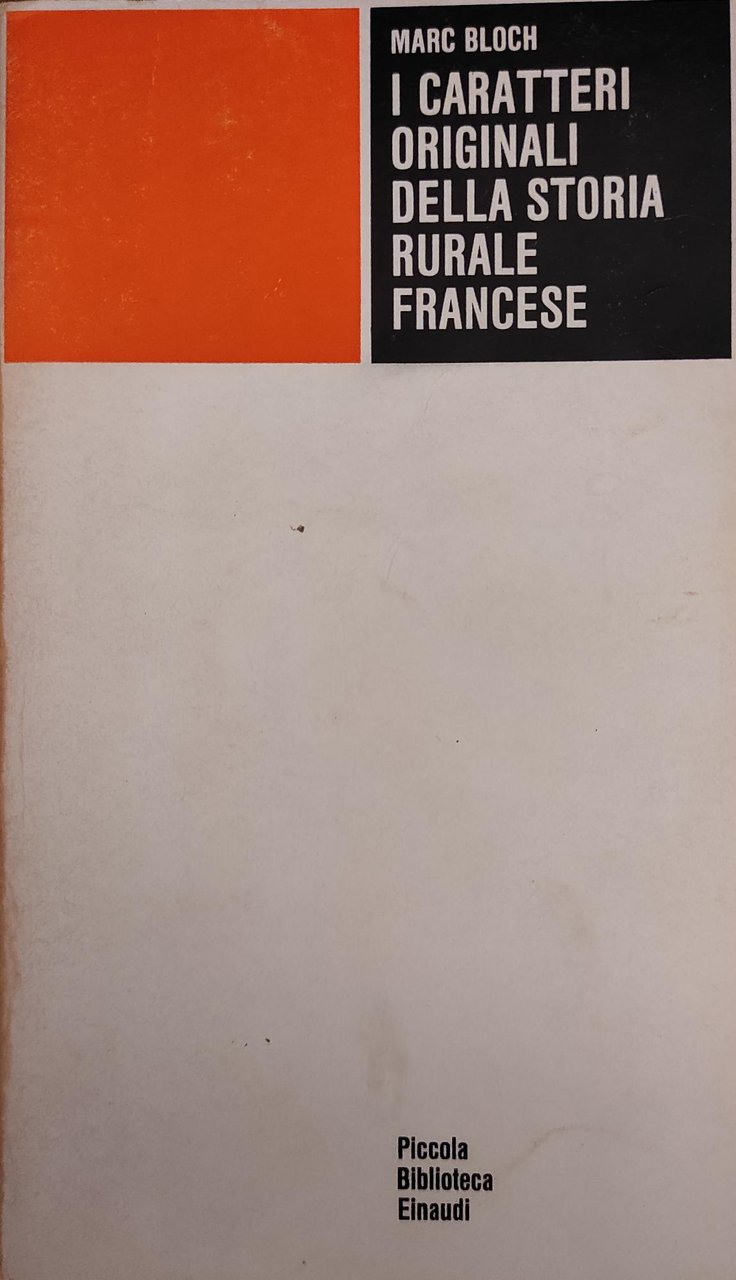 MARC BLOCH
I CARATTERI
ORIGINALI
DELLA STORIA
RURALE
FRANCESE
Piccola
Biblioteca
Einaudi